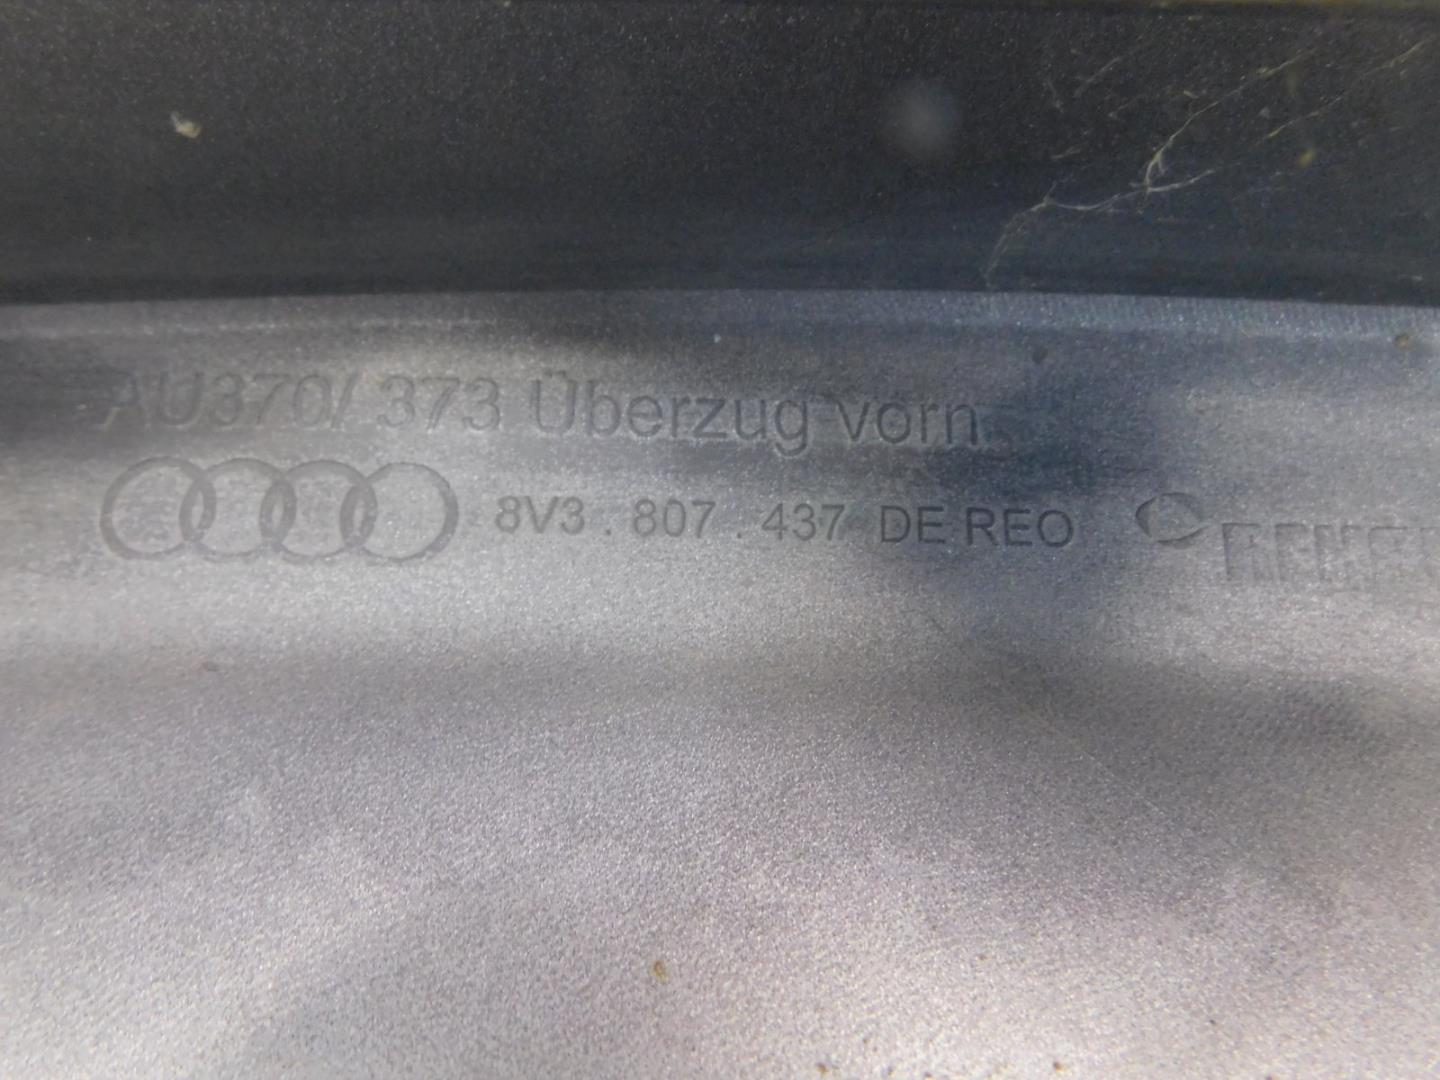 AU370/ 373 Überzug vorn
8V3 . 807 . 437 DE REO